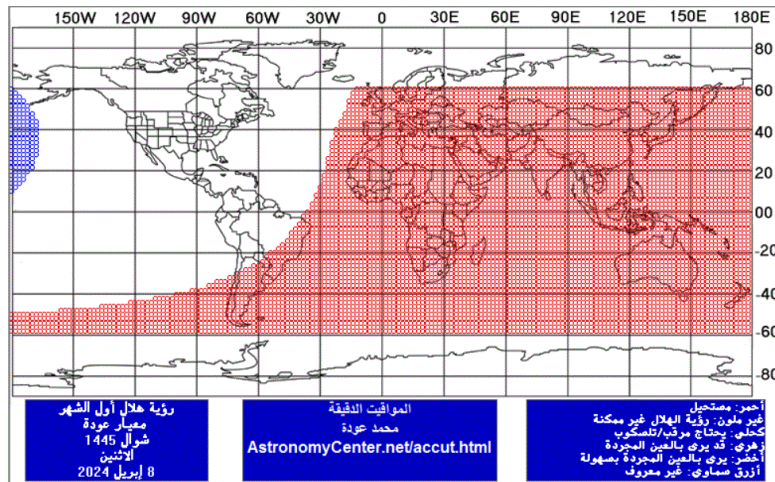 150W 120W 90W 60W 30W 0 30E 60E 90E 120E 150E 180E
80
60
40
20
00
-20
-40
-60
-80
رؤية هلال أول الشهر
معيار عودة
شوال 1445
الاثنين
8 إبريل 2024
المواقيت الدقيقة
محمد عودة
AstronomyCenter.net/accut.html
أحمر: مستحيل
غير ملون: ر�ية الهلال غير ممكنة
كحلي: يحتاج مرقب/تلسكوب
زهري: قد يرى بالعين المجردة
أخضر: يرى بالعين المجردة بسهولة
أزرق سماوي: غير معروف